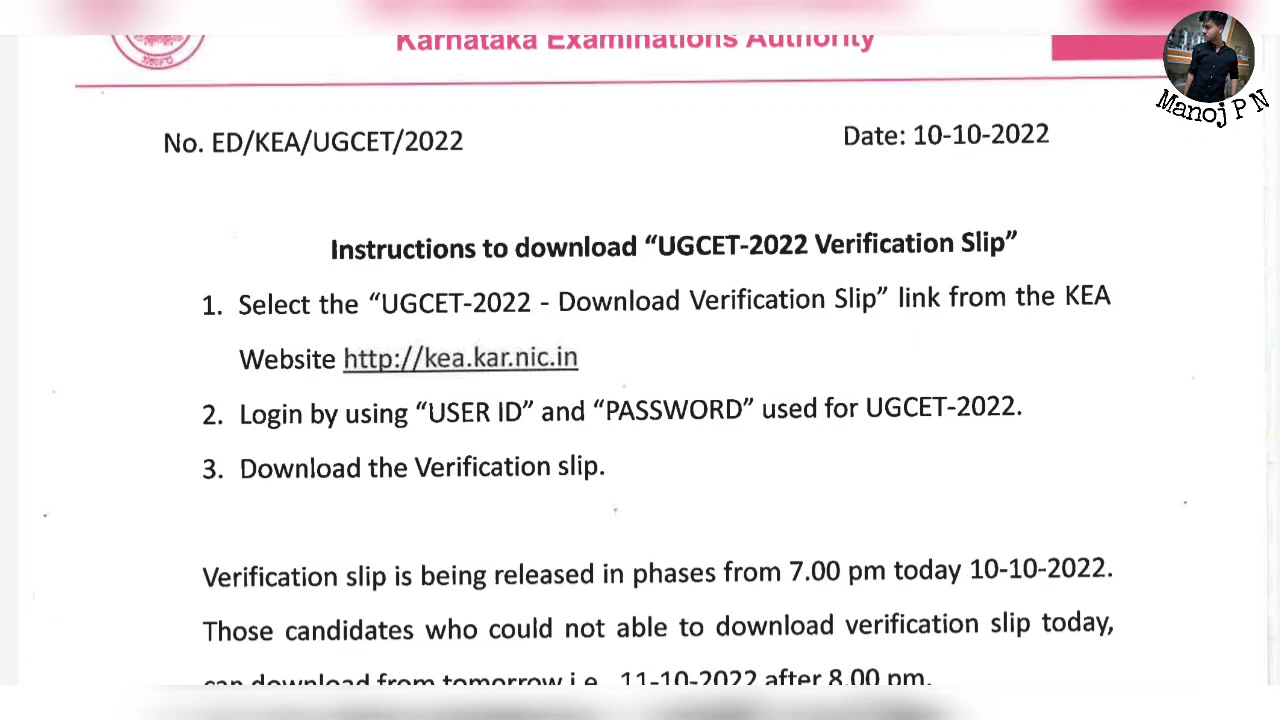 Karnataka Examinations Authority
Manoj P N
No. ED/KEA/UGCET/2022 Date: 10-10-2022
Instructions to download “UGCET-2022 Verification Slip”
1. Select the “UGCET-2022 - Download Verification Slip” link from the KEA
Website http://kea.kar.nic.in
2. Login by using “USER ID” and “PASSWORD” used for UGCET-2022.
3. Download the Verification slip.
Verification slip is being released in phases from 7.00 pm today 10-10-2022.
Those candidates who could not able to download verification slip today,
can download from tomorrow i.e. 11-10-2022 after 8.00 pm.